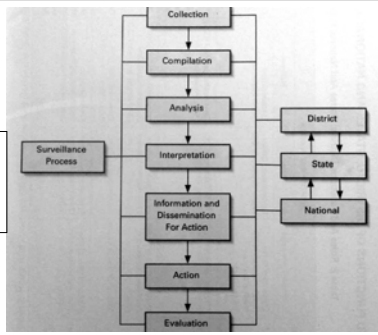 Collection
Compilation
Analysis
District
Surveillance
Process
Interpretation
State
Information and
Dissemination
For Action
National
Action
Evaluation